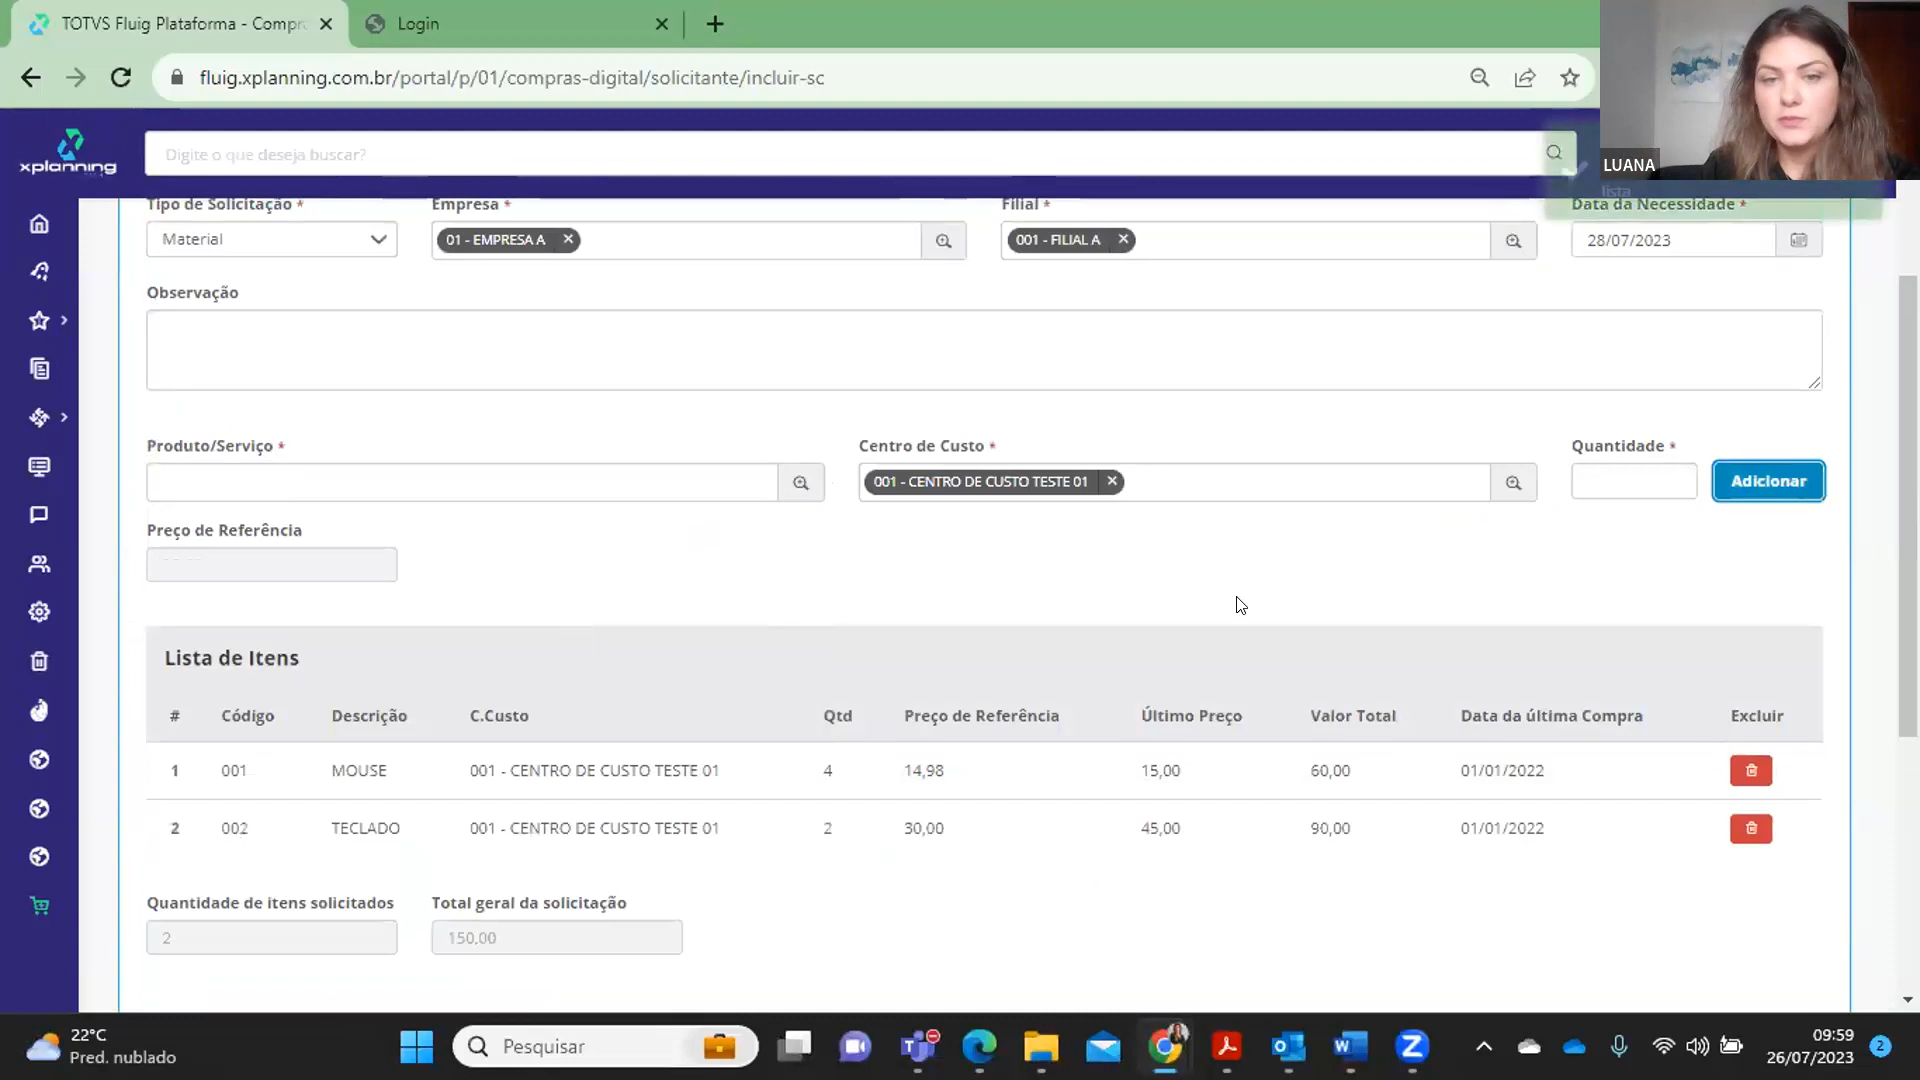 TOTVS Fluig Plataforma - Compr
Login
fluig.xplanning.com.br/portal/p/01/compras-digital/solicitante/incluir-sc
xplanning
Digite o que deseja buscar?
LUANA
lista
Tipo de Solicitação *
Empresa *
Filial *
Data da Necessidade *
Material
01 - EMPRESA A
001 - FILIAL A
28/07/2023
Observação
Produto/Serviço *
Centro de Custo *
Quantidade *
001 - CENTRO DE CUSTO TESTE 01
Adicionar
Preço de Referência
Lista de Itens
# Código Descrição C.Custo Qtd Preço de Referência Último Preço Valor Total Data da última Compra Excluir
1 001 MOUSE 001 - CENTRO DE CUSTO TESTE 01 4 14,98 15,00 60,00 01/01/2022
2 002 TECLADO 001 - CENTRO DE CUSTO TESTE 01 2 30,00 45,00 90,00 01/01/2022
Quantidade de itens solicitados
Total geral da solicitação
2
150,00
22°C
Pred. nublado
Pesquisar
09:59
26/07/2023
2